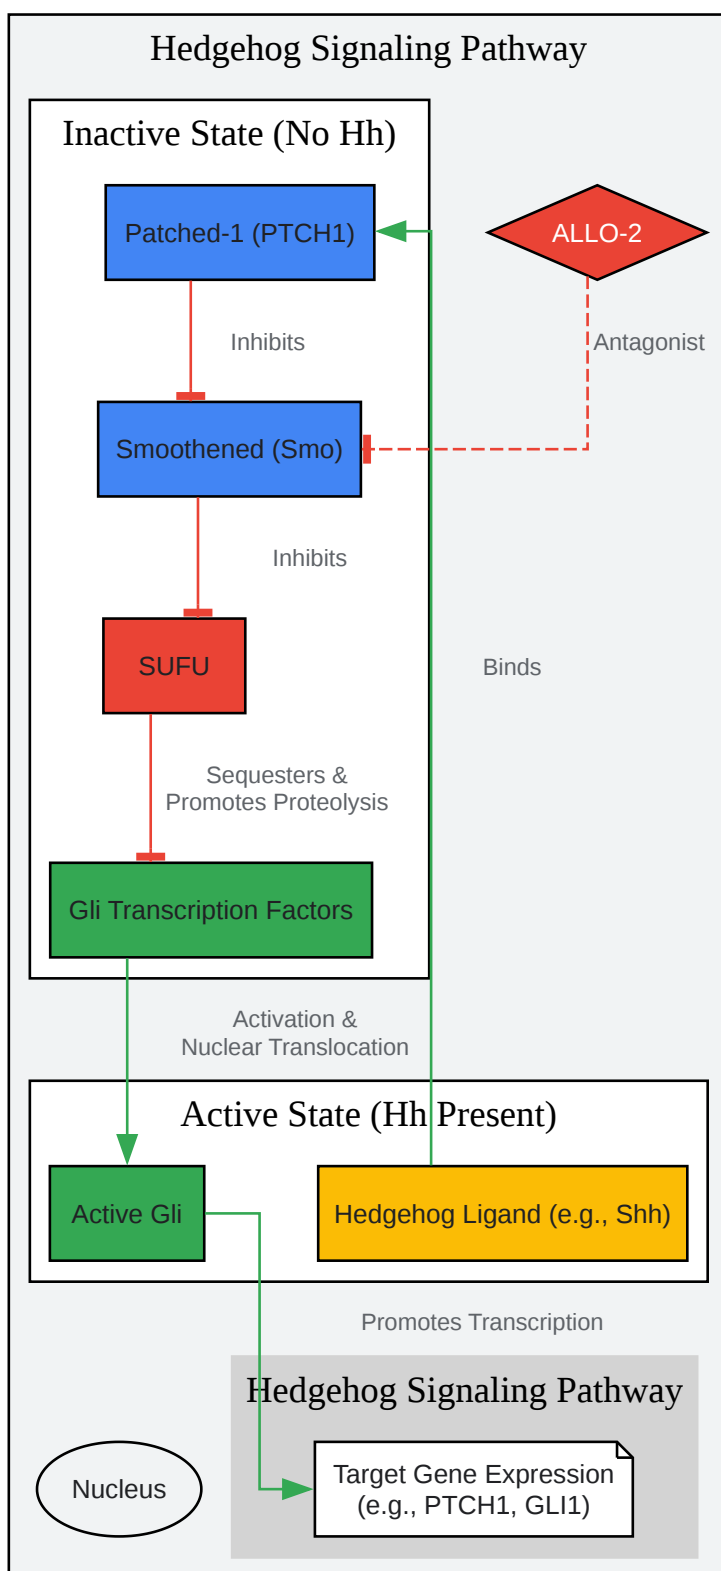 Hedgehog Signaling Pathway
Inactive State (No Hh)
Patched-1 (PTCH1)
ALLO-2
Inhibits
Antagonist
Smoothened (Smo)
Inhibits
SUFU
Binds
Sequesters &
Promotes Proteolysis
Gli Transcription Factors
Activation &
Nuclear Translocation
Active State (Hh Present)
Active Gli
Hedgehog Ligand (e.g., Shh)
Promotes Transcription
Hedgehog Signaling Pathway
Nucleus
Target Gene Expression
(e.g., PTCH1, GLI1)